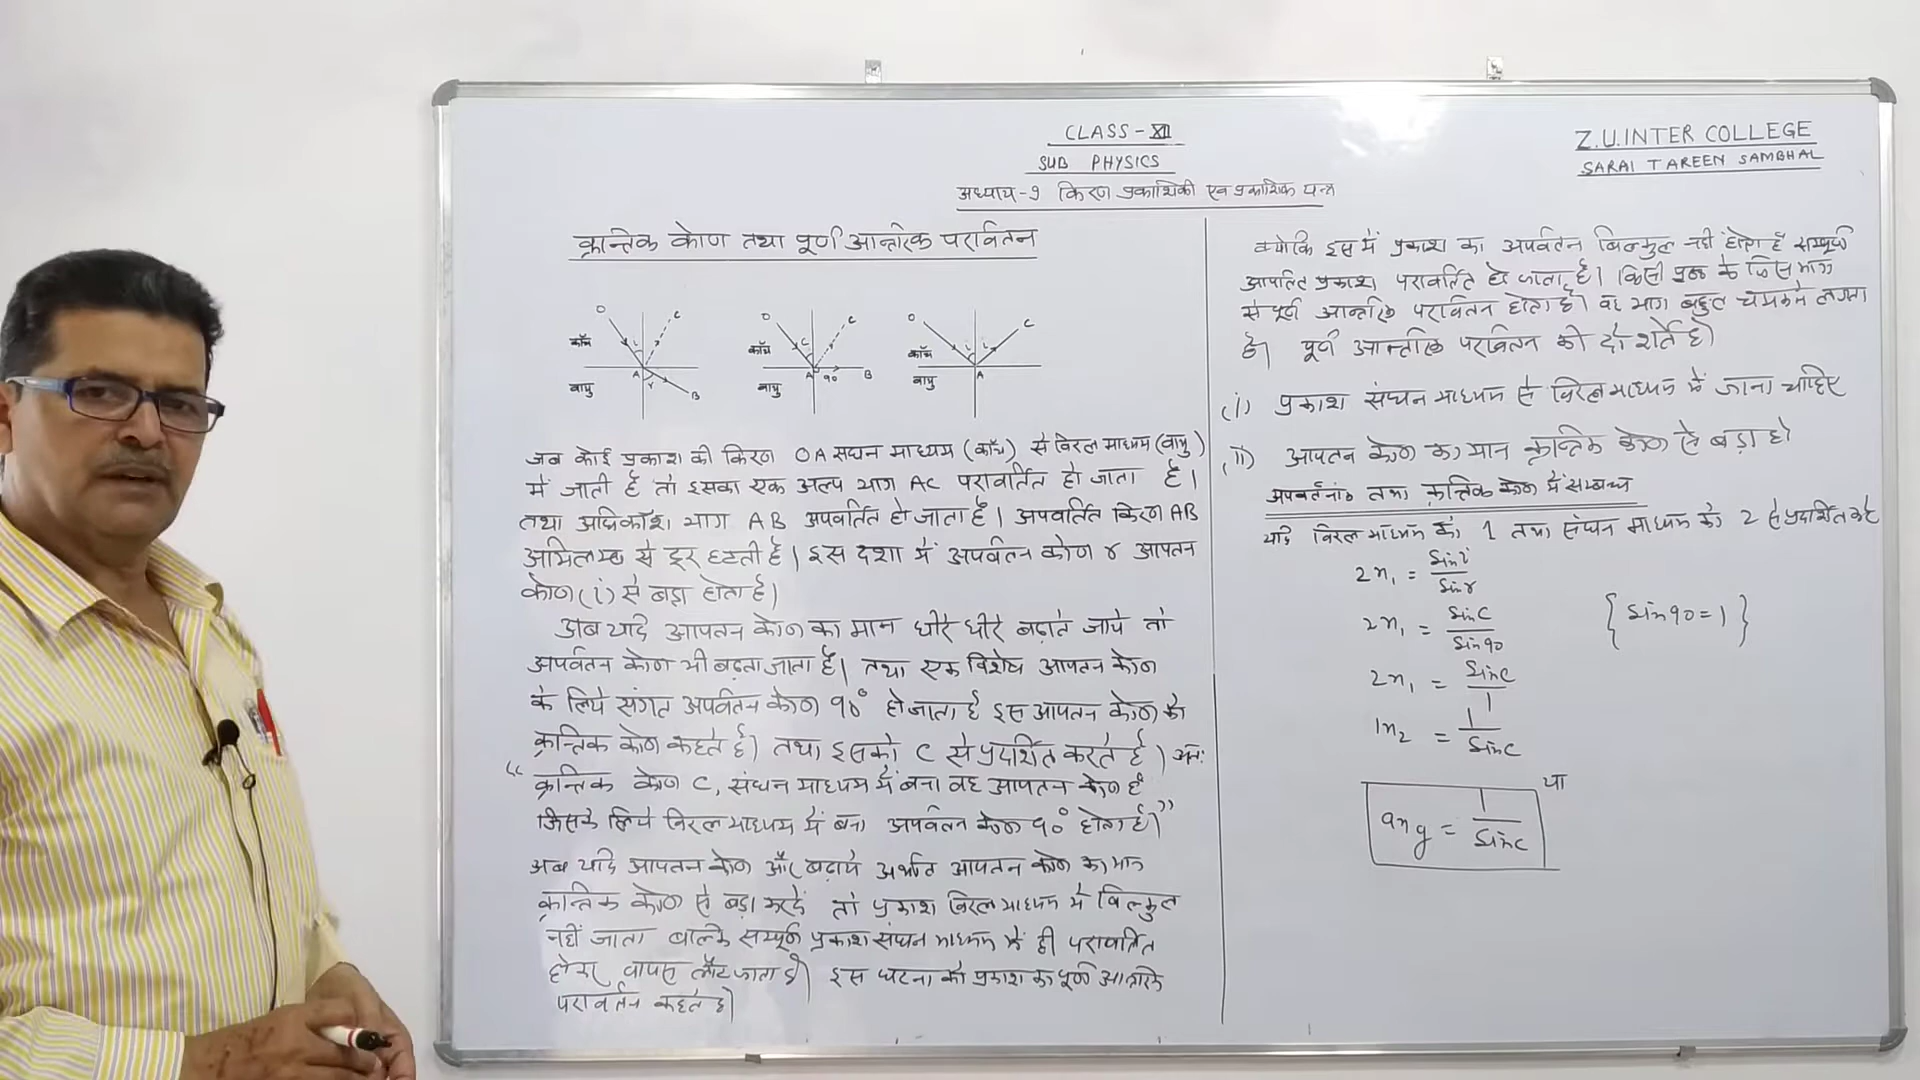 CLASS-XII
SUB PHYSICS
अध्याय-9 किरण प्रकाशिकी एवं प्रकाशिक यन्त्र
Z.U.INTER COLLEGE
SARAI TAREEN SAMBHAL
क्रान्तिक कोण तथा पूर्ण आन्तरिक परावर्तन
O C
काँच i
वायु A r B
O C
काँच C
वायु A 90 B
O C
काँच i i
वायु A
जब कोई प्रकाश की किरण OA सघन माध्यम (काँच) से विरल माध्यम (वायु)
में जाती है तो इसका एक अल्प भाग AC परावर्तित हो जाता है।
तथा अधिकाँश भाग AB अपवर्तित हो जाता है। अपवर्तित किरण AB
अभिलम्ब से दूर हटती है। इस दशा में अपवर्तन कोण r आपतन
कोण (i) से बड़ा होता है।
अब यदि आपतन कोण का मान धीरे धीरे बढ़ाते जाये तो
अपवर्तन कोण भी बढ़ता जाता है। तथा एक विशेष आपतन कोण
के लिये संगत अपवर्तन कोण 90° हो जाता है इस आपतन कोण को
क्रान्तिक कोण कहते है। तथा इसको C से प्रदर्शित करते है। अतः
“ क्रान्तिक कोण C, संघन माध्यम में बना वह आपतन कोण है
जिसके लिये विरल माध्यम में बना अपवर्तन कोण 90° होता है।”
अब यदि आपतन कोण और बढ़ाये अर्थात आपतन कोण का मान
क्रान्तिक कोण से बड़ा करदें तो प्रकाश विरल माध्यम में बिल्कुल
नहीं जाता बल्कि सम्पूर्ण प्रकाश संघन माध्यम में ही परावर्तित
होकर वापस लौट जाता है। इस घटना को प्रकाश का पूर्ण आन्तरिक
परावर्तन कहते है।
क्योकि इस में प्रकाश का अपवर्तन बिल्कुल नही होता है सम्पूर्ण
आपतित प्रकाश परावर्तित हो जाता है। किसी पृष्ठ के जिस भाग
से पूर्ण आन्तरिक परावर्तन होता है। वह भाग बहुत चमकने लगता
है। पूर्ण आन्तरिक परावर्तन की दो शर्ते है।
(i) प्रकाश संघन माध्यम से विरल माध्यम में जाना चाहिए
(ii) आपतन कोण का मान क्रान्तिक कोण से बड़ा हो
अपवर्तनांक तथा क्रान्तिक कोण में सम्बन्ध
यदि विरल माध्यम को 1 तथा संघन माध्यम को 2 से प्रदर्शित करे
2n₁ = Sin i / Sin r
2n₁ = Sin C / Sin 90 { Sin 90 = 1 }
2n₁ = Sin C / 1
1n₂ = 1 / Sin C
या
any = 1 / Sin C